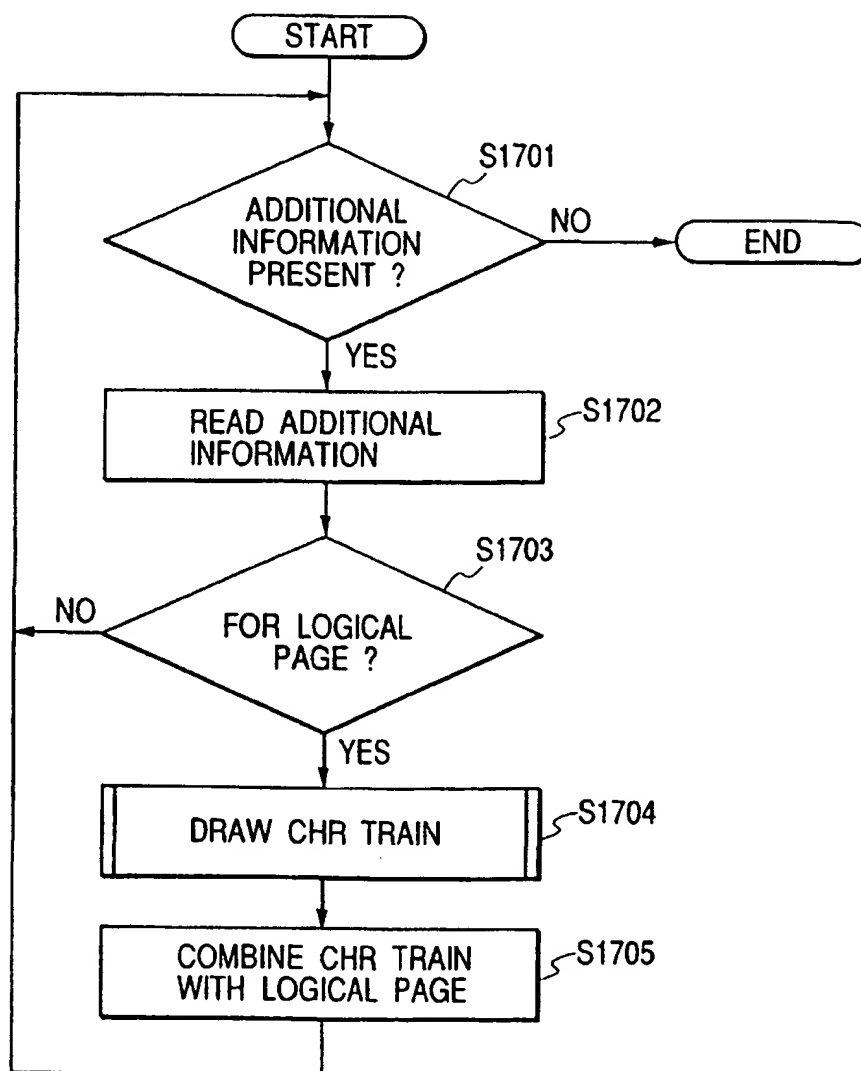 START
S1701
ADDITIONAL
INFORMATION
PRESENT ?
NO
END
YES
READ ADDITIONAL
INFORMATION
S1702
S1703
NO
FOR LOGICAL
PAGE ?
YES
DRAW CHR TRAIN
S1704
COMBINE CHR TRAIN
WITH LOGICAL PAGE
S1705